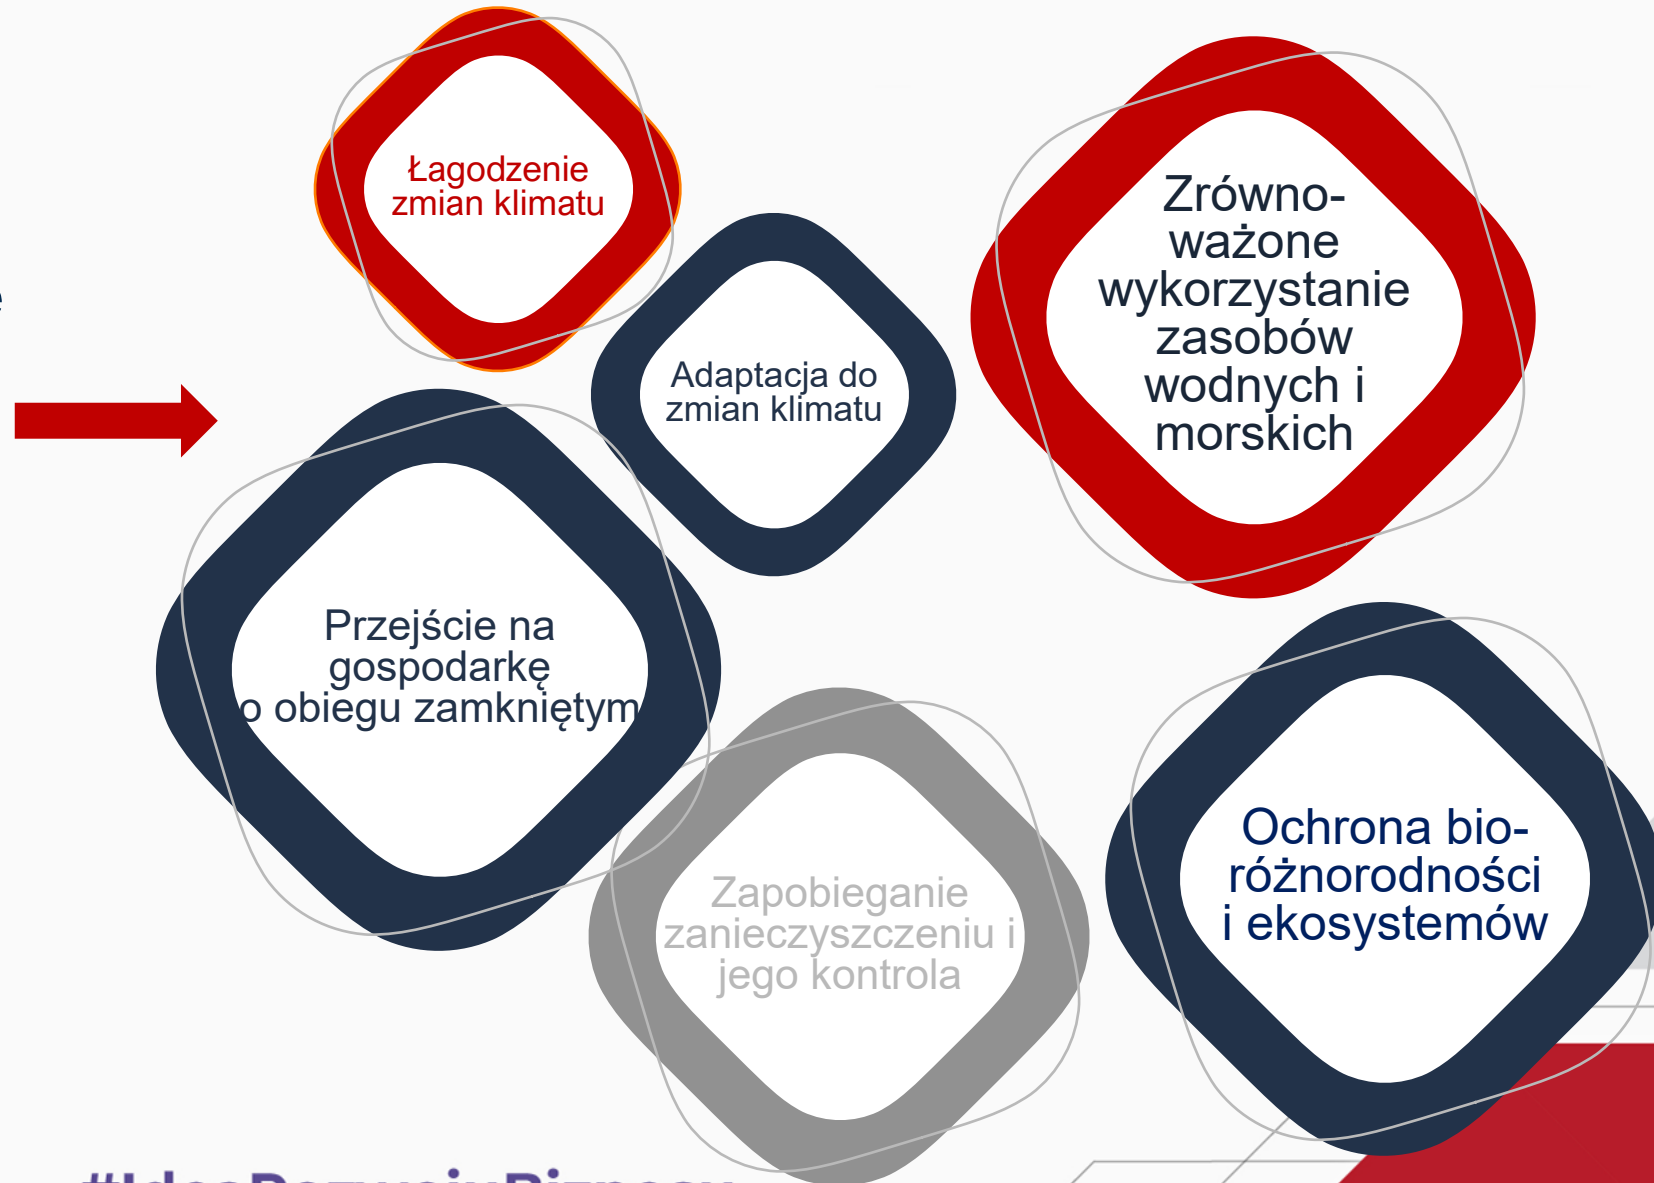 Łagodzenie
zmian klimatu
Zrówno-
ważone
wykorzystanie
zasobów
wodnych i
morskich
Adaptacja do
zmian klimatu
Przejście na
gospodarkę
o obiegu zamkniętym
Zapobieganie
zanieczyszczeniu i
jego kontrola
Ochrona bio-
różnorodności
i ekosystemów
#IdeaRozwojuBiznesu